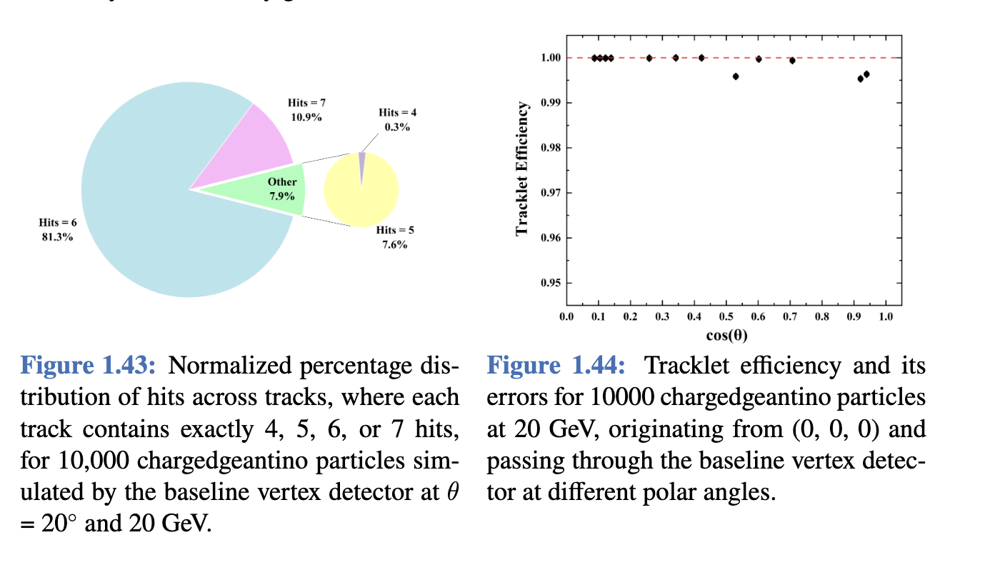 Hits = 7
10.9%
Hits = 4
0.3%
Other
7.9%
Hits = 6
81.3%
Hits = 5
7.6%
Figure 1.43: Normalized percentage dis-
tribution of hits across tracks, where each
track contains exactly 4, 5, 6, or 7 hits,
for 10,000 chargedgeantino particles sim-
ulated by the baseline vertex detector at θ
= 20° and 20 GeV.
1.00
0.99
0.98
0.97
0.96
0.95
Tracklet Efficiency
0.0 0.1 0.2 0.3 0.4 0.5 0.6 0.7 0.8 0.9 1.0
cos(θ)
Figure 1.44: Tracklet efficiency and its
errors for 10000 chargedgeantino particles
at 20 GeV, originating from (0, 0, 0) and
passing through the baseline vertex detec-
tor at different polar angles.